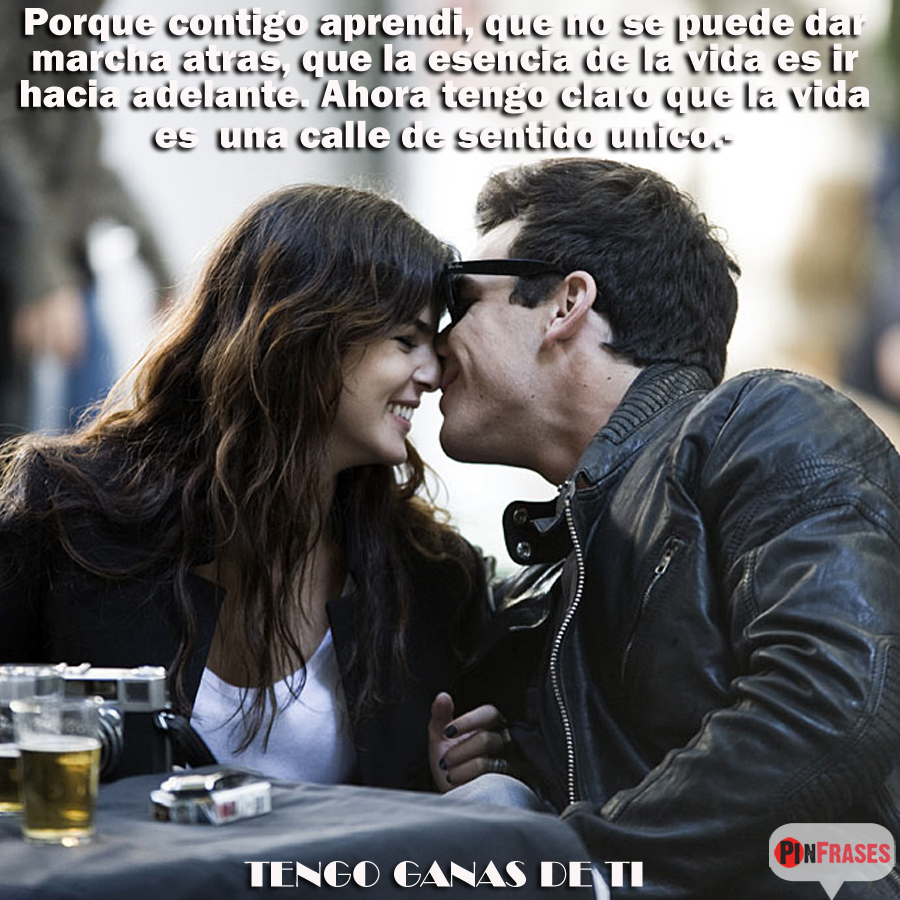 Porque contigo aprendi, que no se puede dar
marcha atras, que la esencia de la vida es ir
hacia adelante. Ahora tengo claro que la vida
es una calle de sentido unico.-
TENGO GANAS DE TI
PINFRASES